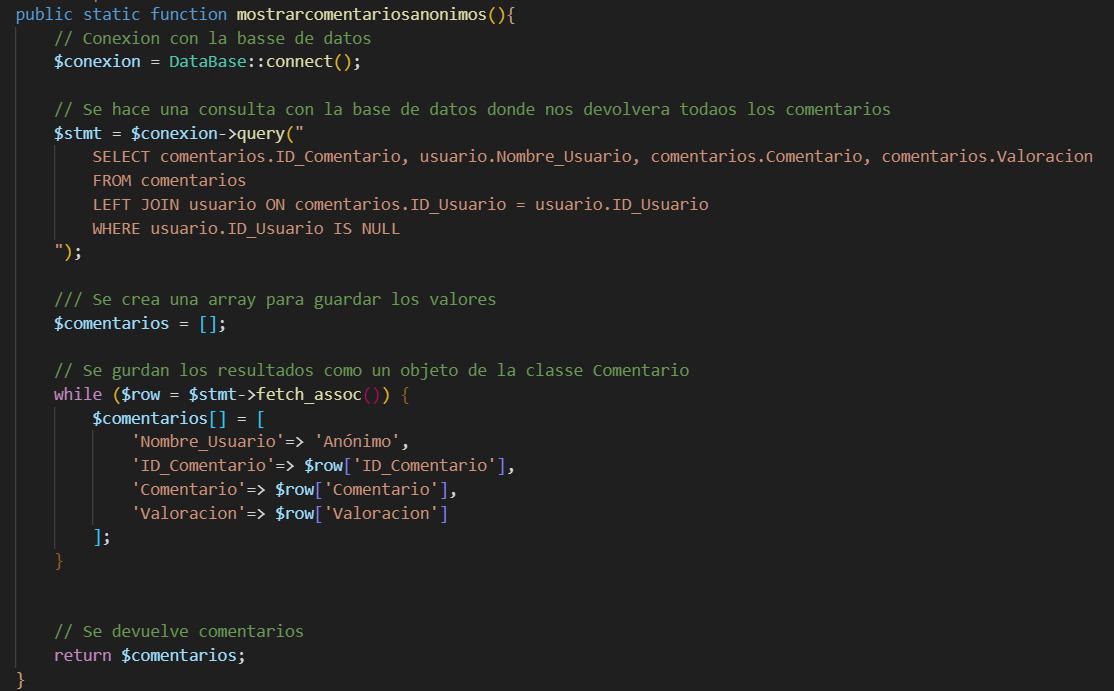 public static function mostrarcomentariosanonimos(){
// Conexion con la basse de datos
$conexion = DataBase::connect();
// Se hace una consulta con la base de datos donde nos devolvera todaos los comentarios
$stmt = $conexion->query("
SELECT comentarios.ID_Comentario, usuario.Nombre_Usuario, comentarios.Comentario, comentarios.Valoracion
FROM comentarios
LEFT JOIN usuario ON comentarios.ID_Usuario = usuario.ID_Usuario
WHERE usuario.ID_Usuario IS NULL
");
/// Se crea una array para guardar los valores
$comentarios = [];
// Se gurdan los resultados como un objeto de la classe Comentario
while ($row = $stmt->fetch_assoc()) {
$comentarios[] = [
'Nombre_Usuario'=> 'Anónimo',
'ID_Comentario'=> $row['ID_Comentario'],
'Comentario'=> $row['Comentario'],
'Valoracion'=> $row['Valoracion']
];
}
// Se devuelve comentarios
return $comentarios;
}